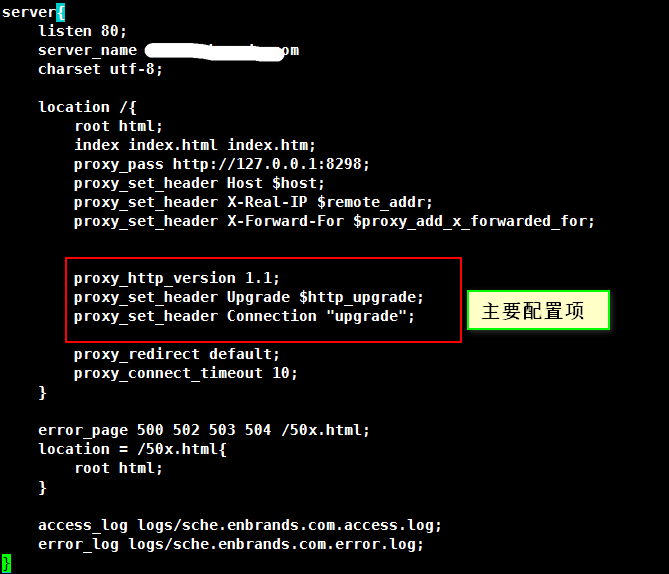 server{
listen 80;
server_name om
charset utf-8;
location /{
root html;
index index.html index.htm;
proxy_pass http://127.0.0.1:8298;
proxy_set_header Host $host;
proxy_set_header X-Real-IP $remote_addr;
proxy_set_header X-Forward-For $proxy_add_x_forwarded_for;
proxy_http_version 1.1;
proxy_set_header Upgrade $http_upgrade;
proxy_set_header Connection "upgrade";
主要配置项
proxy_redirect default;
proxy_connect_timeout 10;
}
error_page 500 502 503 504 /50x.html;
location = /50x.html{
root html;
}
access_log logs/sche.enbrands.com.access.log;
error_log logs/sche.enbrands.com.error.log;
}